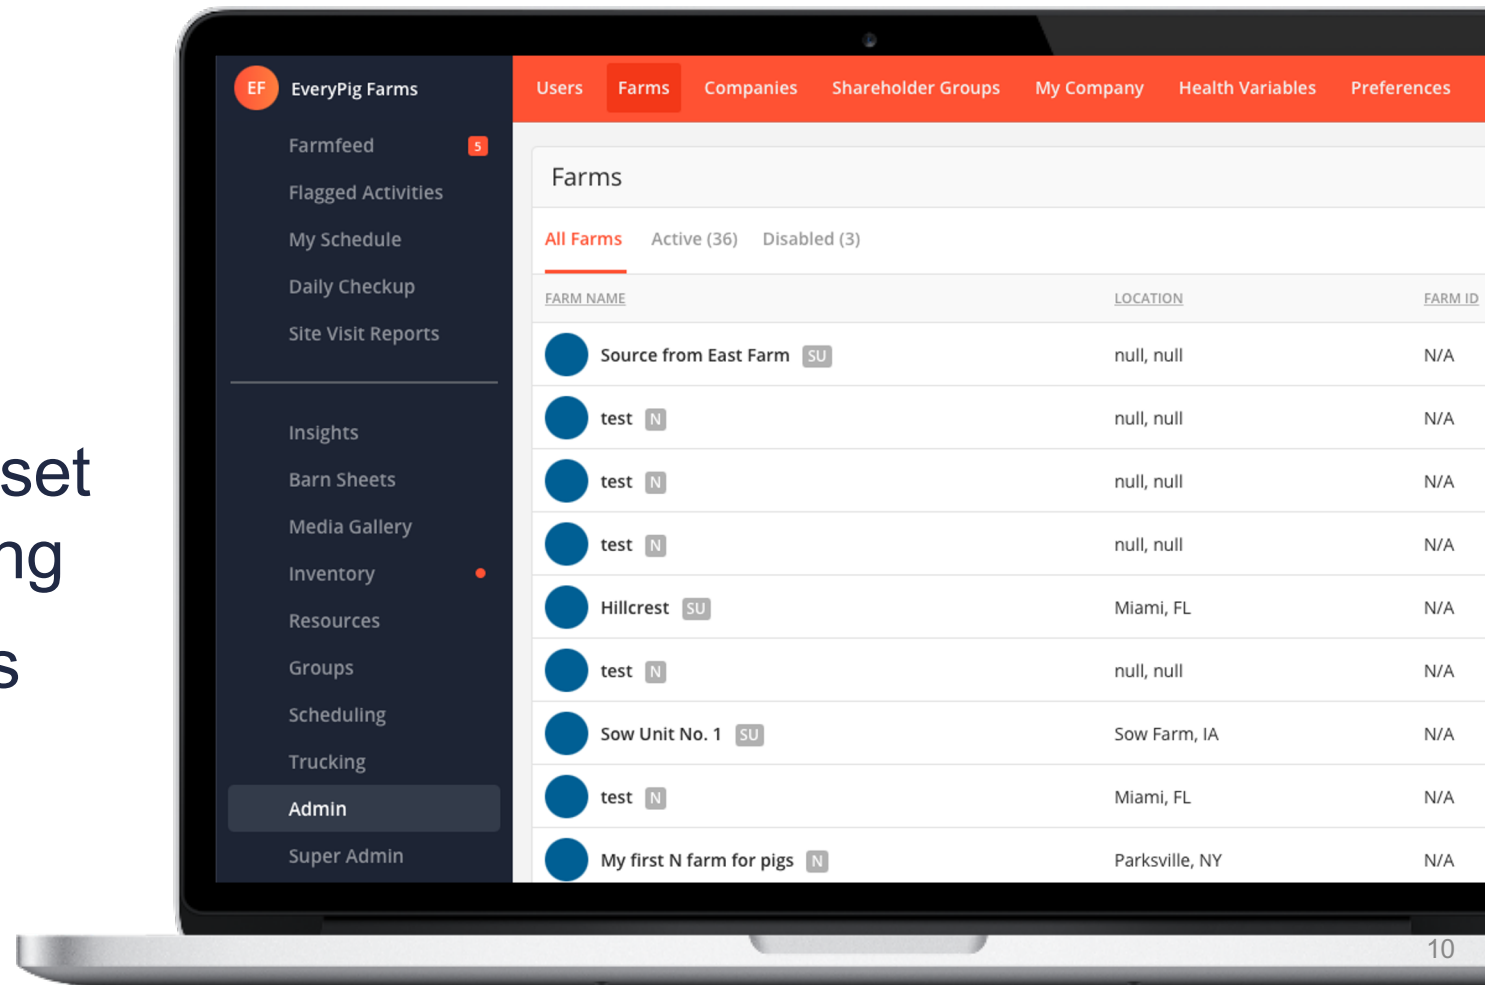 set
ng
s
EF EveryPig Farms
Farmfeed 5
Flagged Activities
My Schedule
Daily Checkup
Site Visit Reports
Insights
Barn Sheets
Media Gallery
Inventory
Resources
Groups
Scheduling
Trucking
Admin
Super Admin
Users Farms Companies Shareholder Groups My Company Health Variables Preferences
Farms
All Farms Active (36) Disabled (3)
FARM NAME LOCATION FARM ID
Source from East Farm SU null, null N/A
test N null, null N/A
test N null, null N/A
test N null, null N/A
Hillcrest SU Miami, FL N/A
test N null, null N/A
Sow Unit No. 1 SU Sow Farm, IA N/A
test N Miami, FL N/A
My first N farm for pigs N Parksville, NY N/A
10